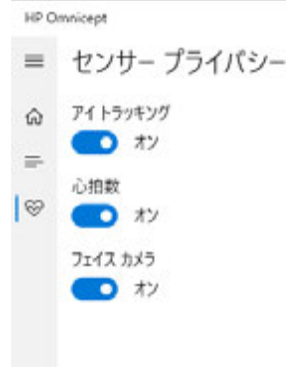 HP Omnicept
センサー プライバシー
アイ トラッキング
オン
心拍数
オン
フェイス カメラ
オン